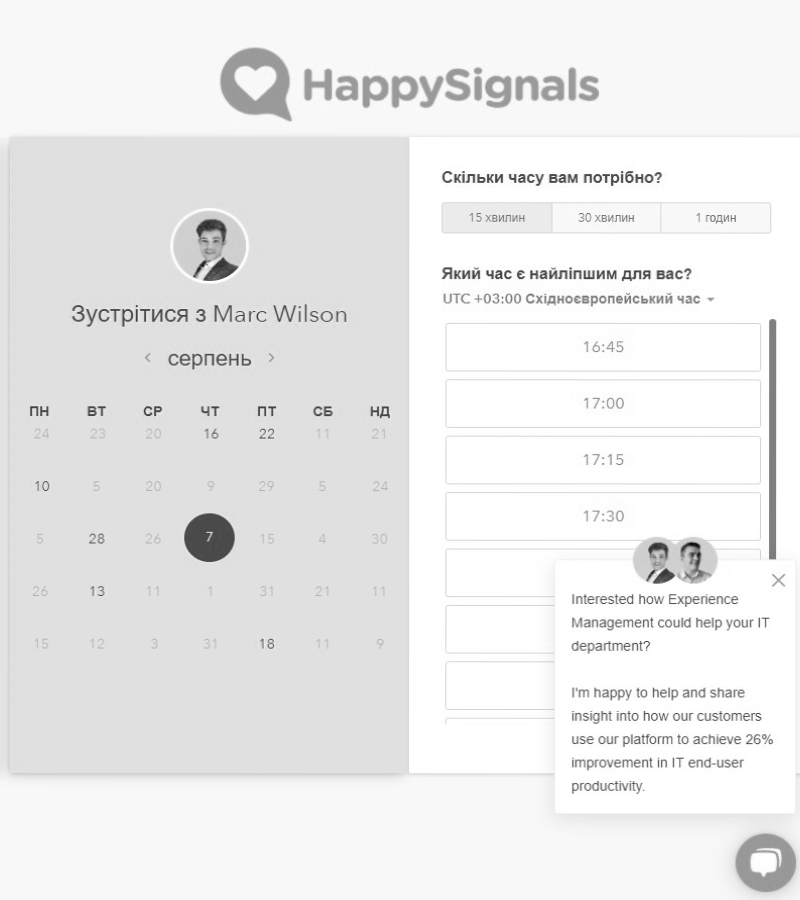 HappySignals
Зустрітися з Marc Wilson
серпень
ПН ВТ СР ЧТ ПТ СБ НД
24 23 20 16 22 11 21
10 5 20 9 29 5 24
5 28 26 7 15 4 30
26 13 11 1 31 21 11
15 12 3 31 18 11 9
Скільки часу вам потрібно?
15 хвилин 30 хвилин 1 годин
Який час є найліпшим для вас?
UTC +03:00 Східноєвропейський час
16:45
17:00
17:15
17:30
Interested how Experience
Management could help your IT
department?
I'm happy to help and share
insight into how our customers
use our platform to achieve 26%
improvement in IT end-user
productivity.